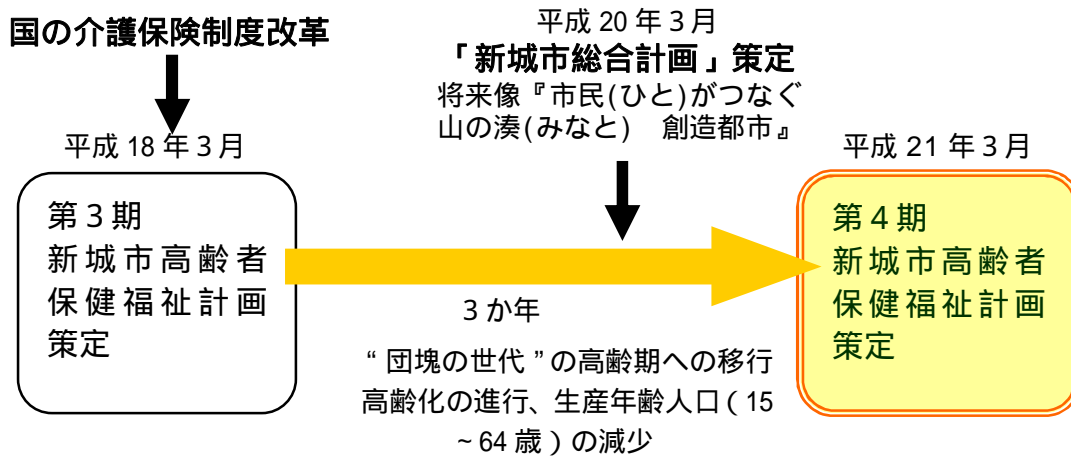 国の介護保険制度改革
平成 18 年３月
第３期
新城市高齢者
保健福祉計画
策定
平成 20 年３月
「新城市総合計画」策定
将来像『市民(ひと)がつなぐ
山の湊(みなと)　創造都市』
３か年
“団塊の世代”の高齢期への移行
高齢化の進行、生産年齢人口（15
～64 歳）の減少
平成 21 年３月
第４期
新城市高齢者
保健福祉計画
策定